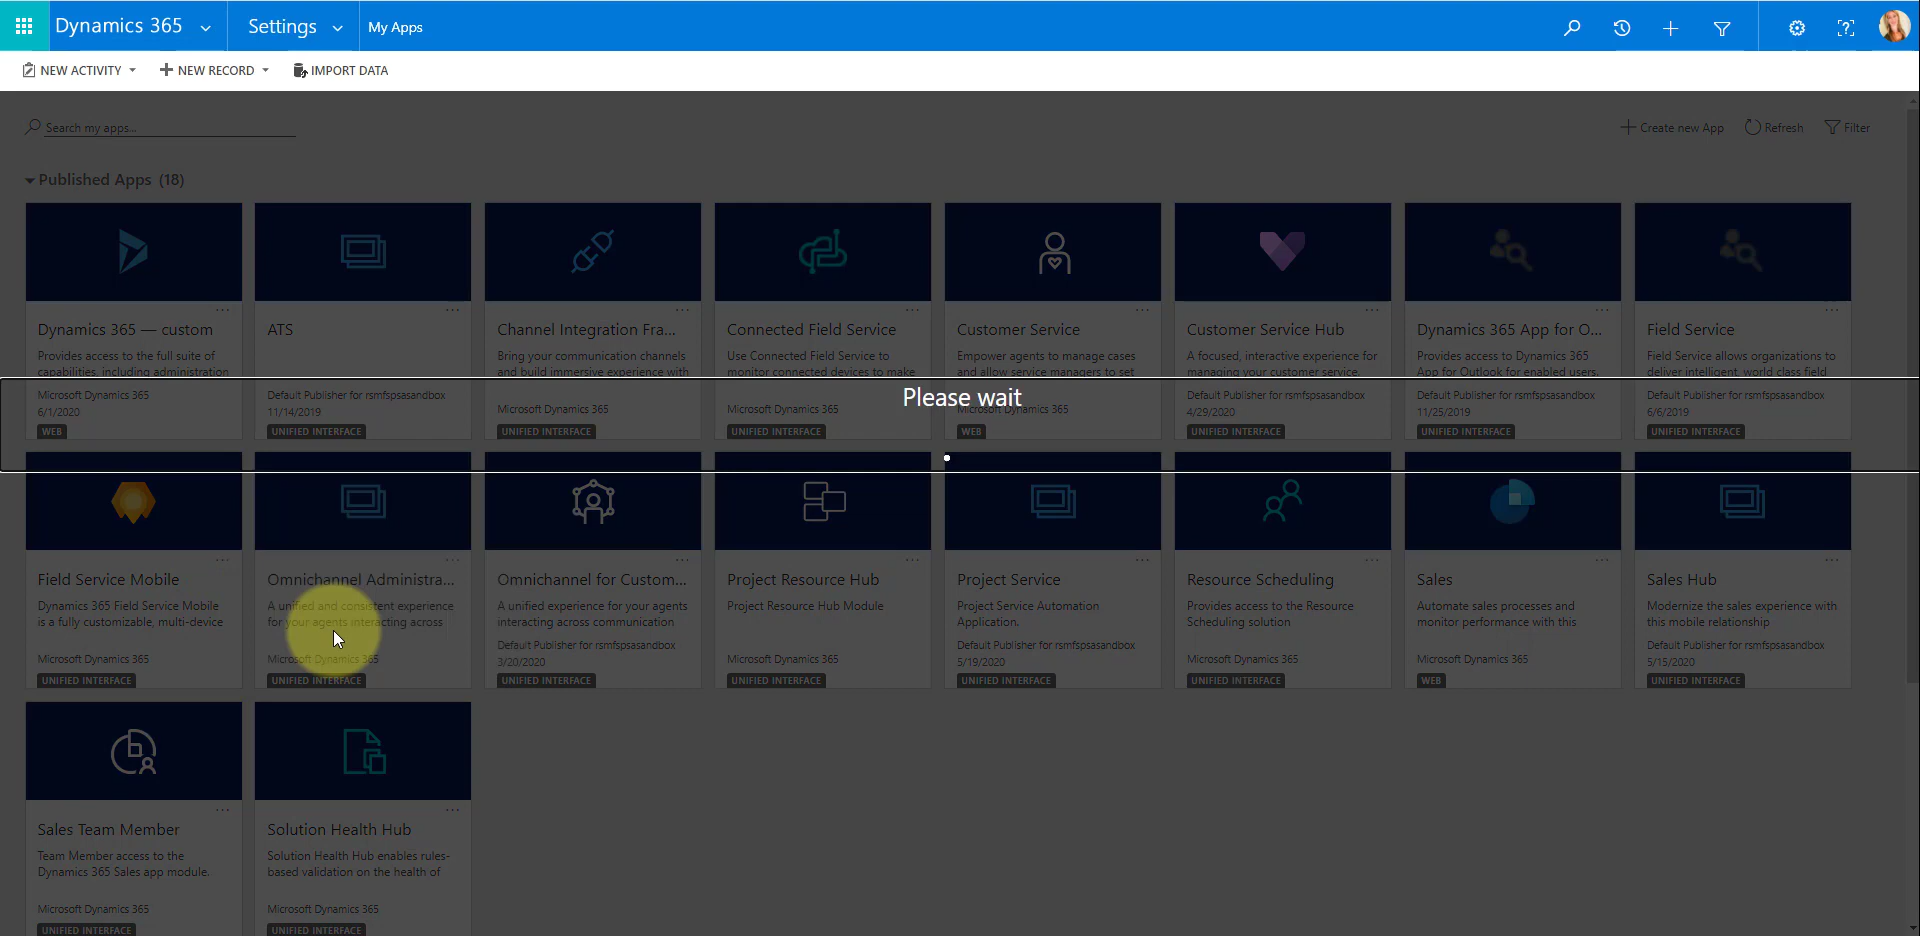 Dynamics 365
Settings
My Apps
NEW ACTIVITY
NEW RECORD
IMPORT DATA
Search my apps...
Create new App
Refresh
Filter
Published Apps (18)
Dynamics 365 — custom
Provides access to the full suite of
capabilities, including administration
Microsoft Dynamics 365
6/1/2020
WEB
ATS
Default Publisher for rsmfspsasandbox
11/14/2019
UNIFIED INTERFACE
Channel Integration Fra...
Bring your communication channels
and build immersive experience with
Microsoft Dynamics 365
UNIFIED INTERFACE
Connected Field Service
Use Connected Field Service to
monitor connected devices to make
Microsoft Dynamics 365
UNIFIED INTERFACE
Customer Service
Empower agents to manage cases
and allow service managers to set
Microsoft Dynamics 365
WEB
Customer Service Hub
A focused, interactive experience for
managing your customer service.
Default Publisher for rsmfspsasandbox
4/29/2020
UNIFIED INTERFACE
Dynamics 365 App for O...
Provides access to Dynamics 365
App for Outlook for enabled users.
Default Publisher for rsmfspsasandbox
11/25/2019
UNIFIED INTERFACE
Field Service
Field Service allows organizations to
deliver intelligent, world class field
Default Publisher for rsmfspsasandbox
6/6/2019
UNIFIED INTERFACE
Please wait
Field Service Mobile
Dynamics 365 Field Service Mobile
is a fully customizable, multi-device
Microsoft Dynamics 365
UNIFIED INTERFACE
Omnichannel Administra...
A unified and consistent experience
for your agents interacting across
Microsoft Dynamics 365
UNIFIED INTERFACE
Omnichannel for Custom...
A unified experience for your agents
interacting across communication
Default Publisher for rsmfspsasandbox
3/20/2020
UNIFIED INTERFACE
Project Resource Hub
Project Resource Hub Module
Microsoft Dynamics 365
UNIFIED INTERFACE
Project Service
Project Service Automation
Application.
Default Publisher for rsmfspsasandbox
5/19/2020
UNIFIED INTERFACE
Resource Scheduling
Provides access to the Resource
Scheduling solution
Microsoft Dynamics 365
UNIFIED INTERFACE
Sales
Automate sales processes and
monitor performance with this
Microsoft Dynamics 365
WEB
Sales Hub
Modernize the sales experience with
this mobile relationship
Default Publisher for rsmfspsasandbox
5/15/2020
UNIFIED INTERFACE
Sales Team Member
Team Member access to the
Dynamics 365 Sales app module.
Microsoft Dynamics 365
UNIFIED INTERFACE
Solution Health Hub
Solution Health Hub enables rules-
based validation on the health of
Microsoft Dynamics 365
UNIFIED INTERFACE